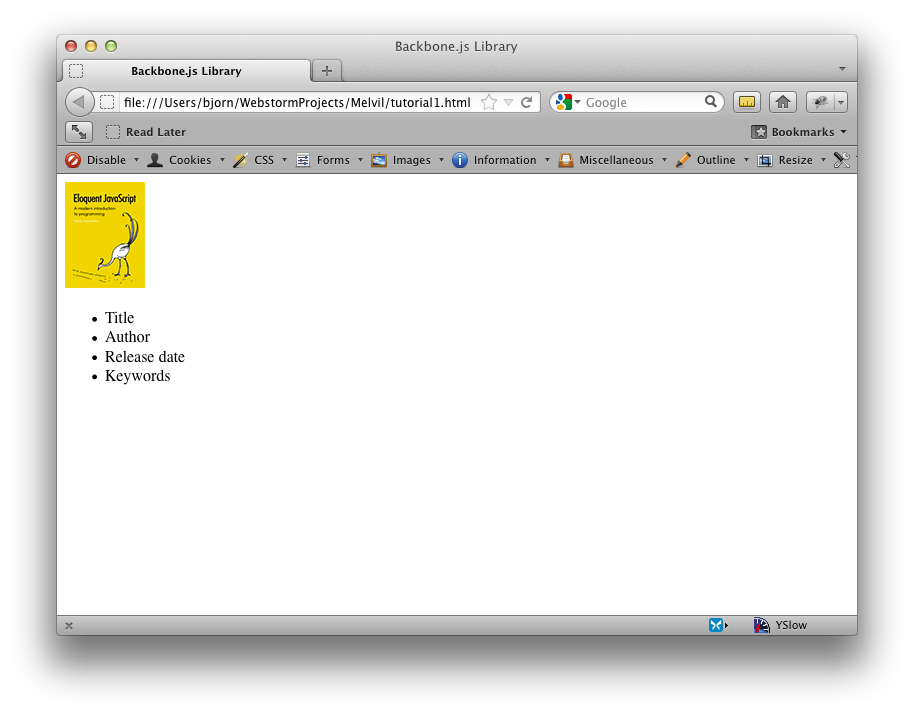 Backbone.js Library
Backbone.js Library
file:///Users/bjorn/WebstormProjects/Melvil/tutorial1.html
Google
Read Later
Bookmarks
Disable Cookies CSS Forms Images Information Miscellaneous Outline Resize
Eloquent JavaScript
A modern introduction
to programming
Title
Author
Release date
Keywords
YSlow